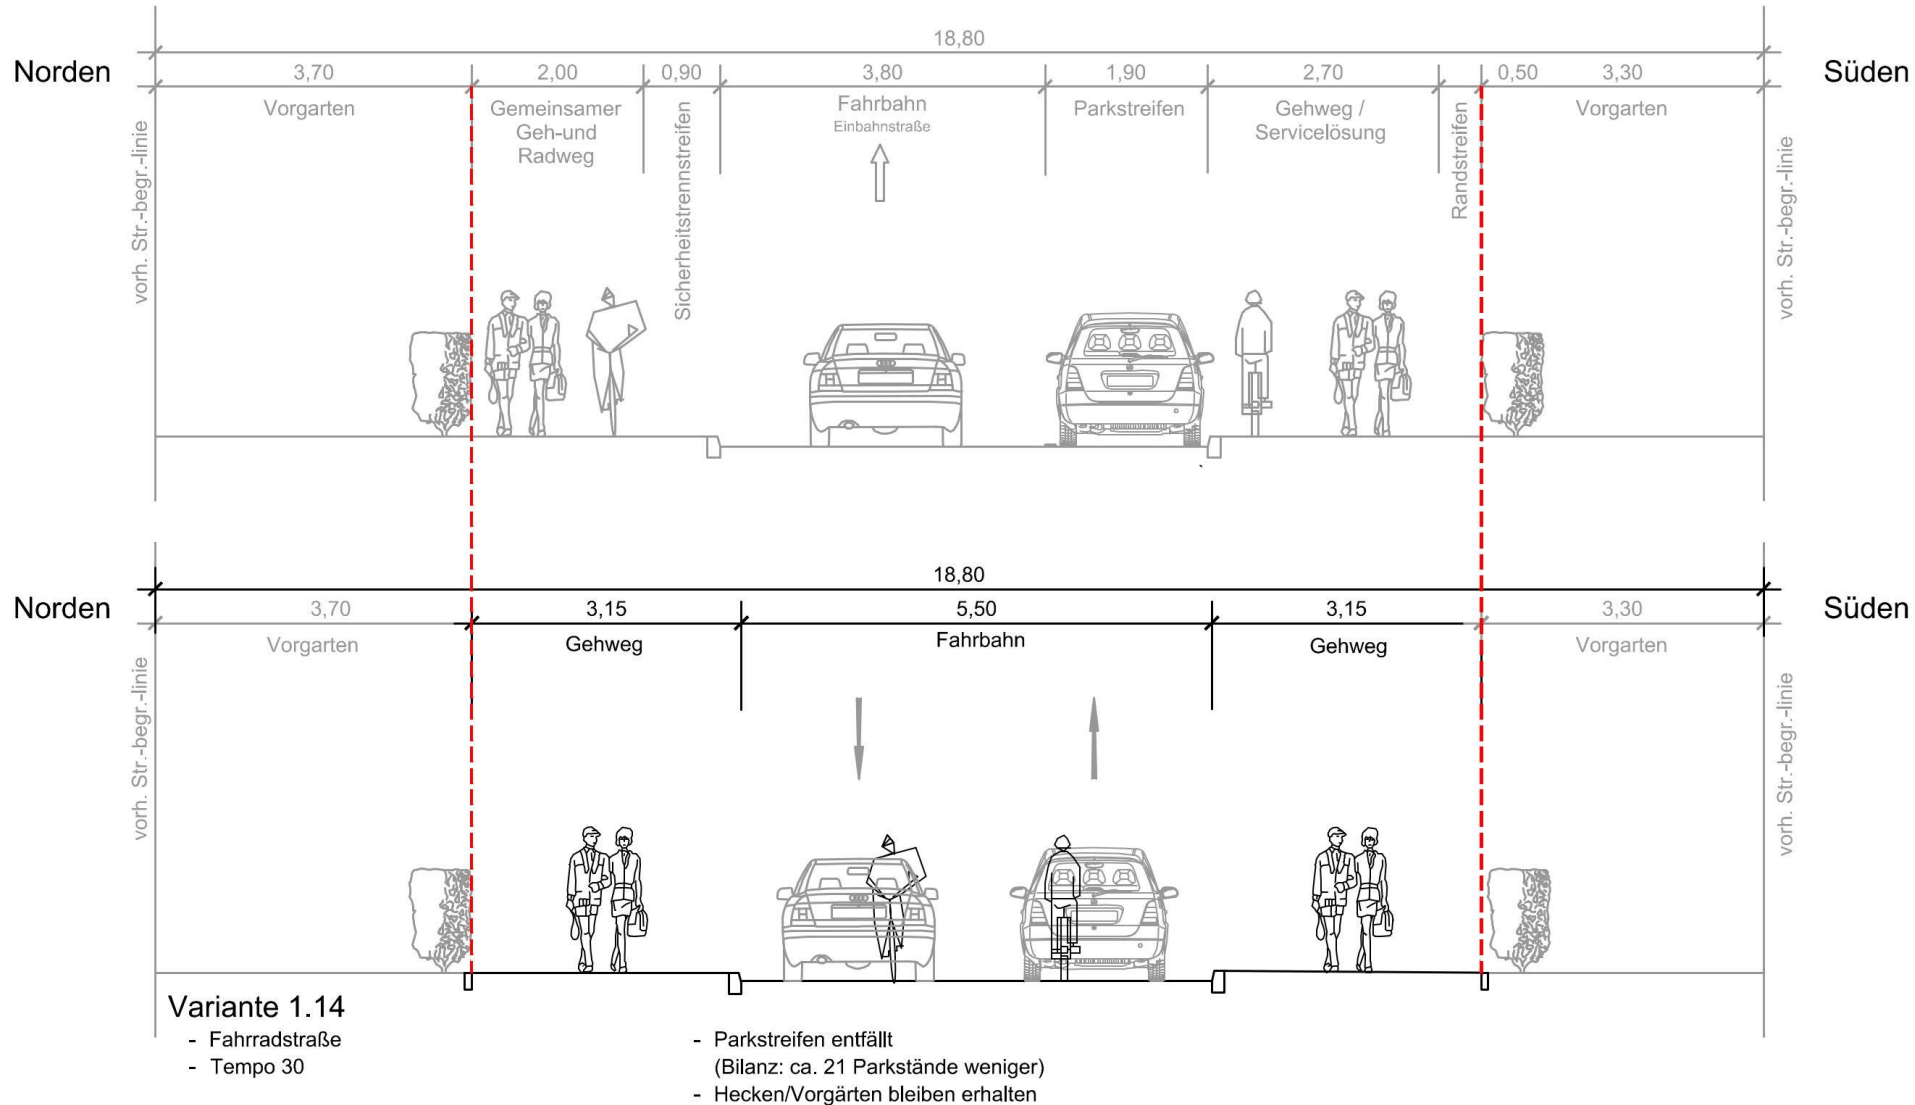 18,80
Norden
3,70
2,00
0,90
3,80
1,90
2,70
0,50
3,30
Süden
Vorgarten
Gemeinsamer
Geh-und
Radweg
Sicherheitstrennstreifen
Fahrbahn
Einbahnstraße
Parkstreifen
Gehweg /
Servicelösung
Randstreifen
Vorgarten
vorh. Str.-begr.-linie
vorh. Str.-begr.-linie
18,80
Norden
3,70
3,15
5,50
3,15
3,30
Süden
Vorgarten
Gehweg
Fahrbahn
Gehweg
Vorgarten
vorh. Str.-begr.-linie
vorh. Str.-begr.-linie
Variante 1.14
- Fahrradstraße
- Tempo 30
- Parkstreifen entfällt
(Bilanz: ca. 21 Parkstände weniger)
- Hecken/Vorgärten bleiben erhalten